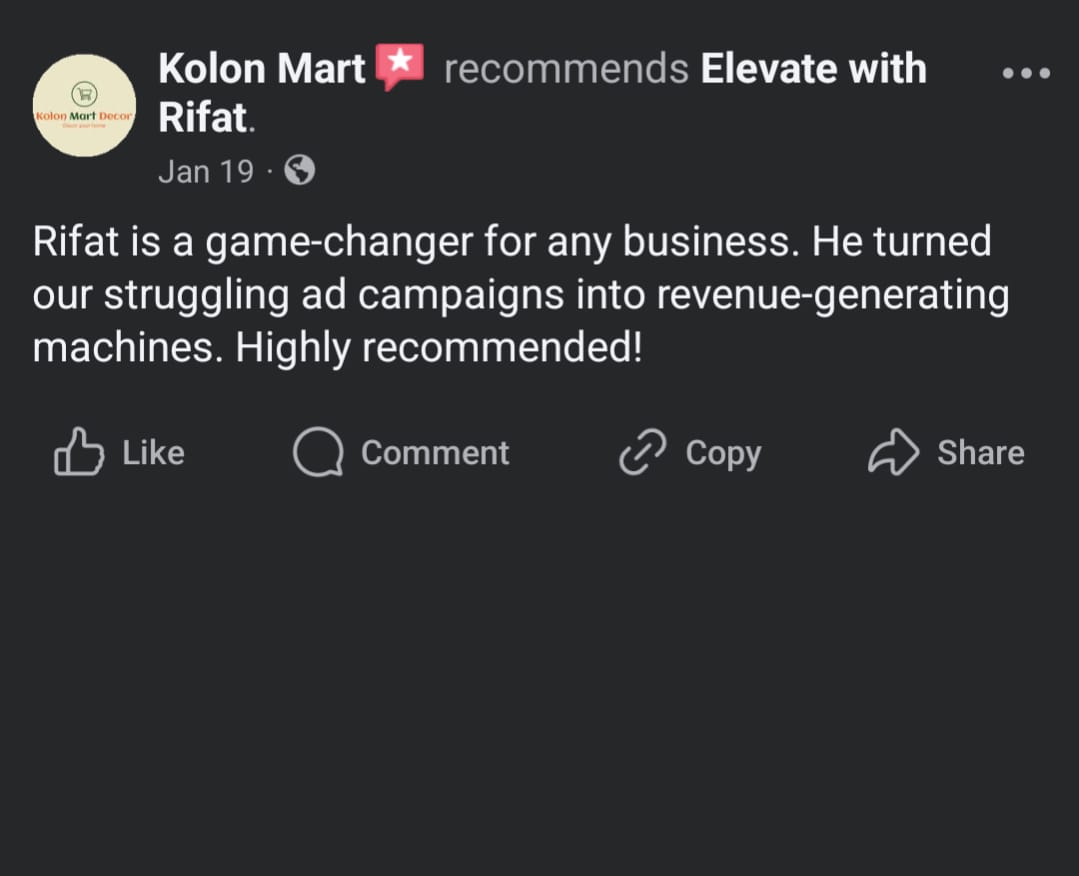 Kolon Mart recommends Elevate with
Rifat.
Jan 19 ·
Kolon Mart Decor
Rifat is a game-changer for any business. He turned
our struggling ad campaigns into revenue-generating
machines. Highly recommended!
Like Comment Copy Share